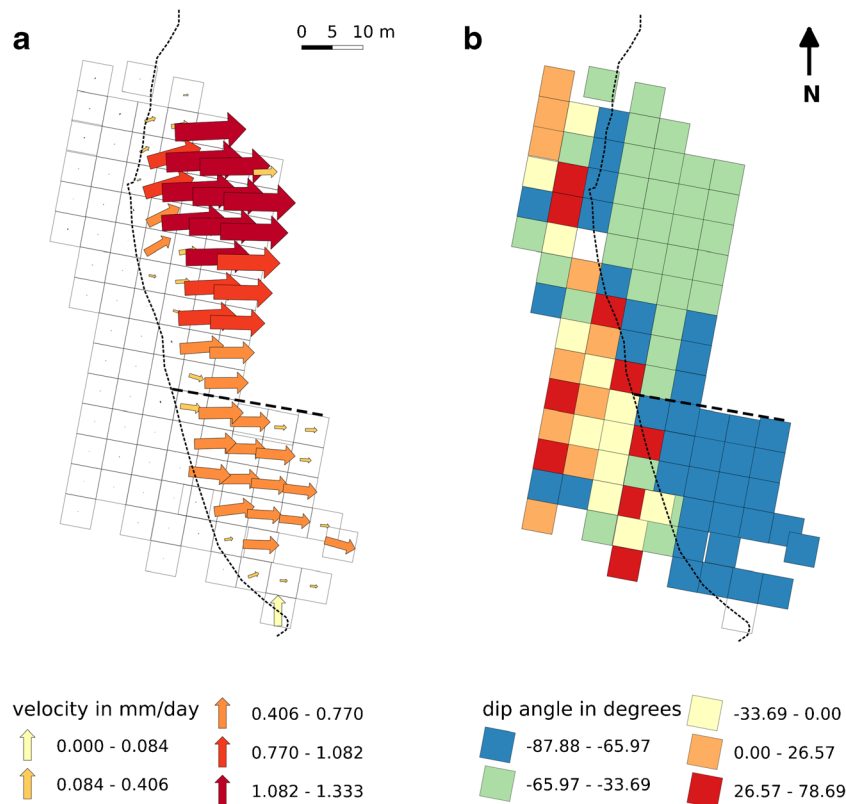 a
0 5 10 m
b
N
velocity in mm/day
0.000 - 0.084
0.084 - 0.406
0.406 - 0.770
0.770 - 1.082
1.082 - 1.333
dip angle in degrees
-87.88 - -65.97
-65.97 - -33.69
-33.69 - 0.00
0.00 - 26.57
26.57 - 78.69